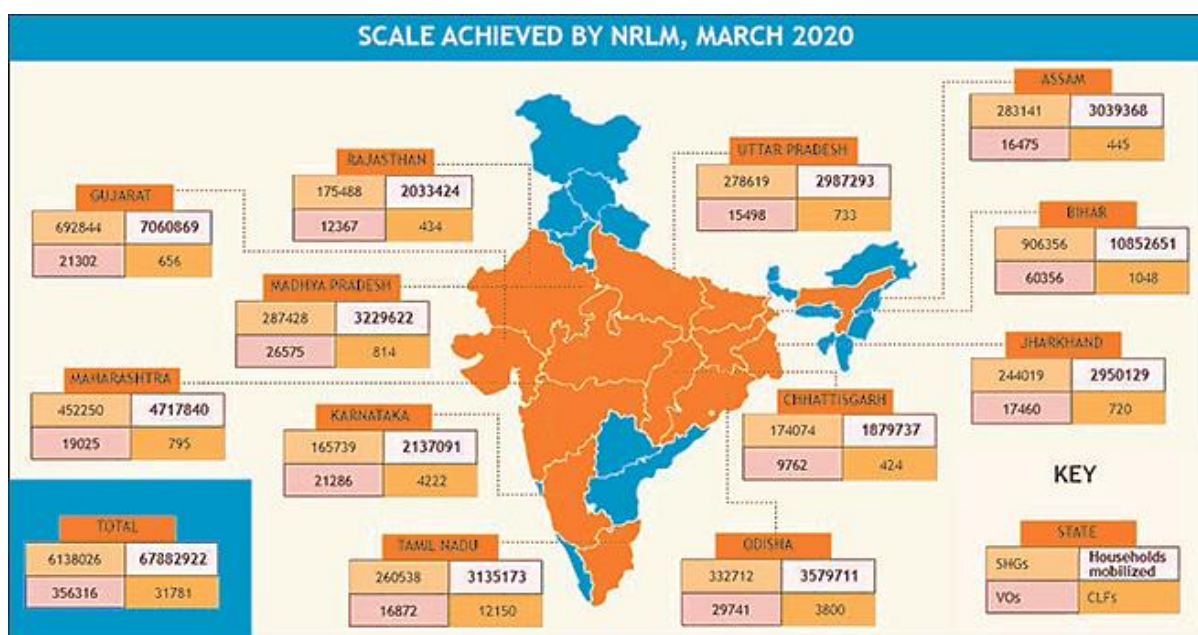 SCALE ACHIEVED BY NRLM, MARCH 2020
ASSAM
283141 3039368
16475 445
RAJASTHAN
175488 2033424
12367 434
UTTAR PRADESH
278619 2987293
15498 733
GUJARAT
692844 7060869
21302 656
BIHAR
906356 10852651
60356 1048
MADHYA PRADESH
287428 3229622
26575 814
JHARKHAND
244019 2950129
17460 720
MAHARASHTRA
452250 4717840
19025 795
KARNATAKA
165739 2137091
21286 4222
CHHATTISGARH
174074 1879737
9762 424
TOTAL
6138026 67882922
356316 31781
TAMIL NADU
260538 3135173
16872 12150
ODISHA
332712 3579711
29741 3800
KEY
STATE
SHGs Households
mobilized
VOs CLFs